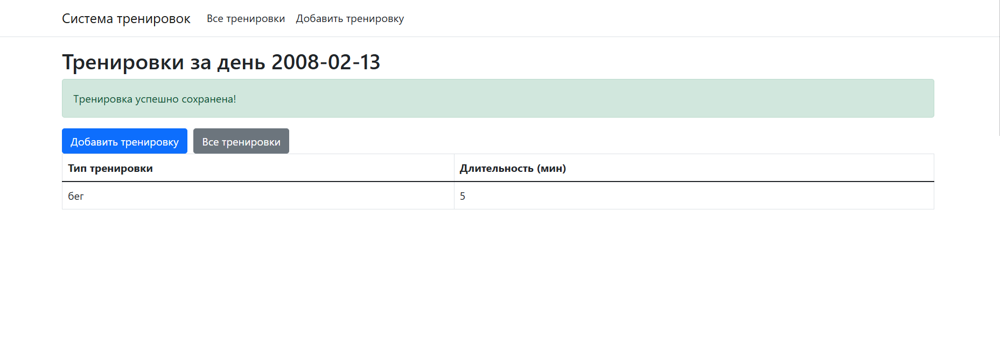 Система тренировок Все тренировки Добавить тренировку
Тренировки за день 2008-02-13
Тренировка успешно сохранена!
Добавить тренировку Все тренировки
Тип тренировки Длительность (мин)
бег 5